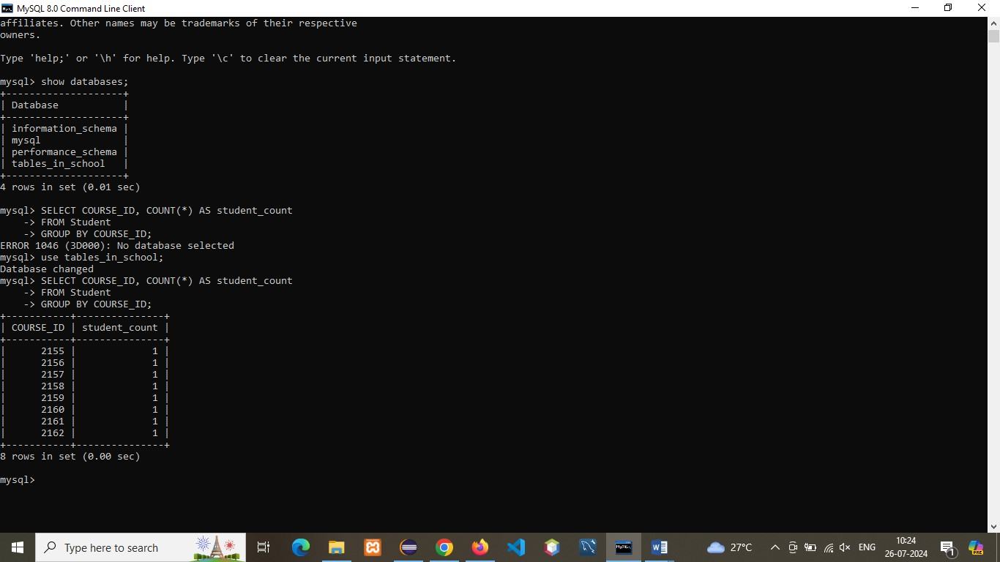 MySQL 8.0 Command Line Client
affiliates. Other names may be trademarks of their respective
owners.
Type 'help;' or '\h' for help. Type '\c' to clear the current input statement.
mysql> show databases;
+--------------------+
| Database           |
+--------------------+
| information_schema |
| mysql              |
| performance_schema |
| tables_in_school   |
+--------------------+
4 rows in set (0.01 sec)
mysql> SELECT COURSE_ID, COUNT(*) AS student_count
    -> FROM Student
    -> GROUP BY COURSE_ID;
ERROR 1046 (3D000): No database selected
mysql> use tables_in_school;
Database changed
mysql> SELECT COURSE_ID, COUNT(*) AS student_count
    -> FROM Student
    -> GROUP BY COURSE_ID;
+-----------+---------------+
| COURSE_ID | student_count |
+-----------+---------------+
|      2155 |             1 |
|      2156 |             1 |
|      2157 |             1 |
|      2158 |             1 |
|      2159 |             1 |
|      2160 |             1 |
|      2161 |             1 |
|      2162 |             1 |
+-----------+---------------+
8 rows in set (0.00 sec)
mysql>
Type here to search
27°C
ENG
10:24
26-07-2024
1
PRE